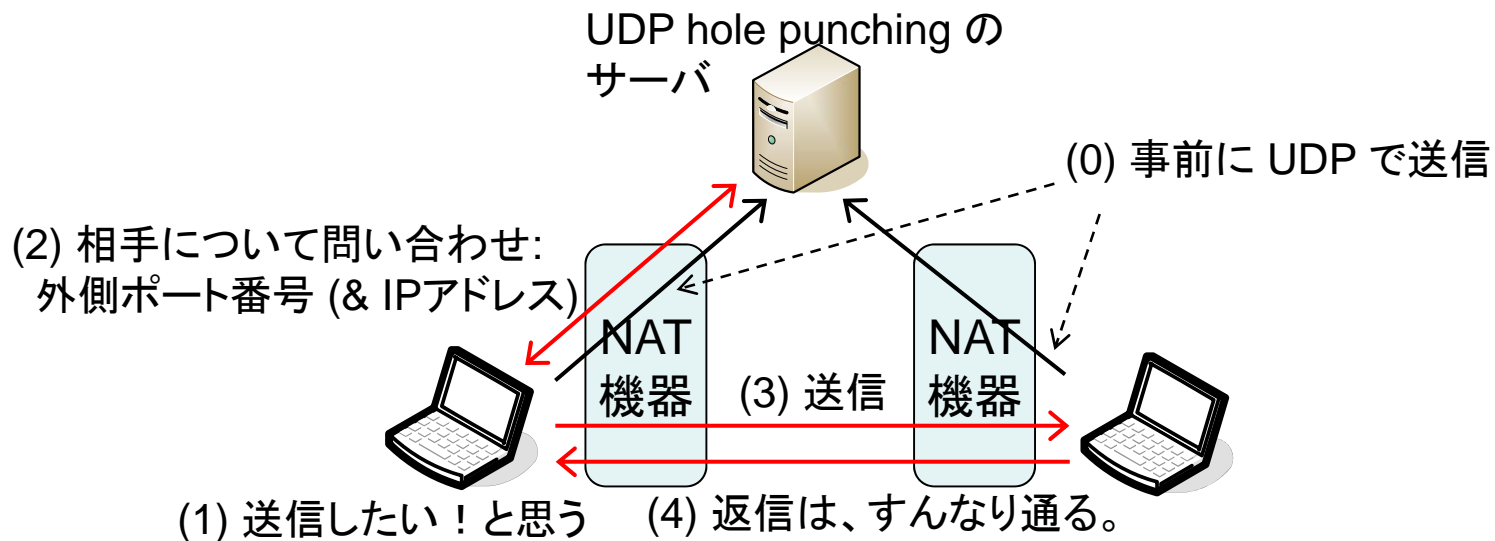 UDP hole punching の
サーバ
(0) 事前に UDP で送信
(2) 相手について問い合わせ:
外側ポート番号 (& IPアドレス)
NAT
機器
NAT
機器
(3) 送信
(1) 送信したい！と思う
(4) 返信は、すんなり通る。